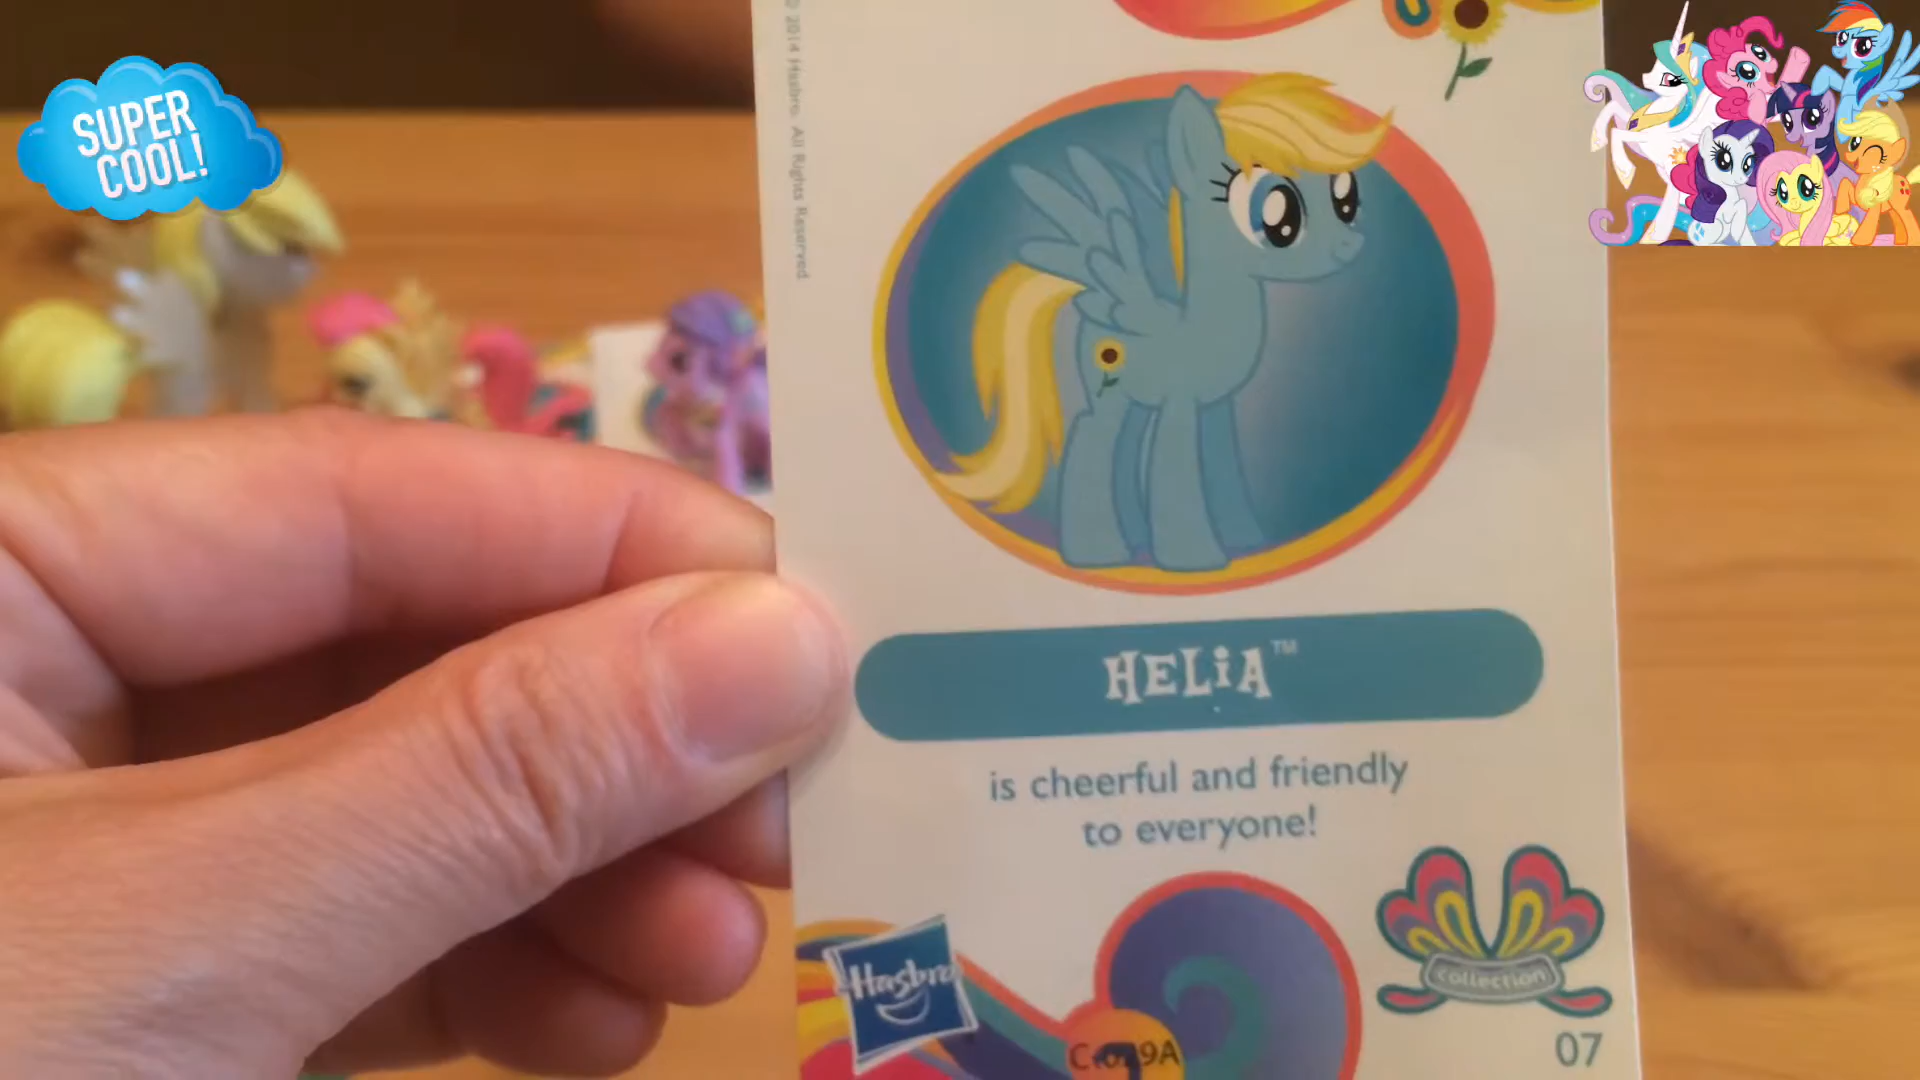 SUPER
COOL!
© 2014 Hasbro. All Rights Reserved.
HELiA™
is cheerful and friendly
to everyone!
Hasbro
collection
07